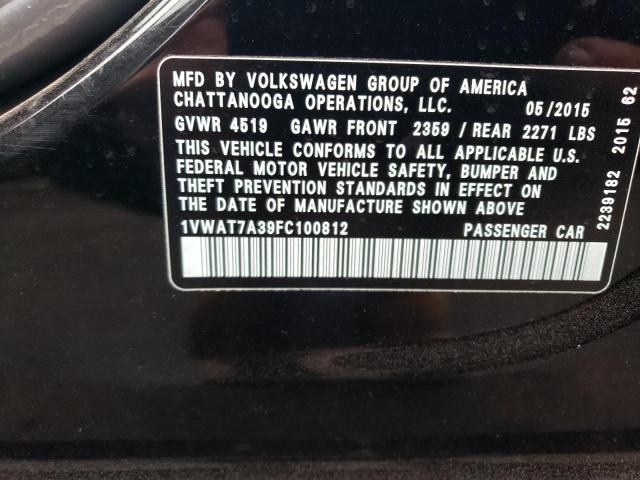 MFD BY VOLKSWAGEN GROUP OF AMERICA
CHATTANOOGA OPERATIONS, LLC. 05/2015
GVWR 4519 GAWR FRONT 2359 / REAR 2271 LBS
THIS VEHICLE CONFORMS TO ALL APPLICABLE U.S.
FEDERAL MOTOR VEHICLE SAFETY, BUMPER AND
THEFT PREVENTION STANDARDS IN EFFECT ON
THE DATE OF MANUFACTURE SHOWN ABOVE
1VWAT7A39FC100812 PASSENGER CAR
2239182 2015 62